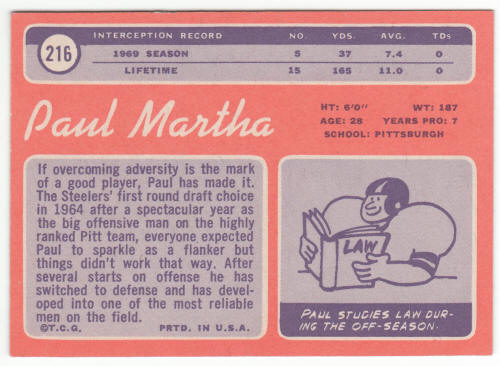 216
INTERCEPTION RECORD NO. YDS. AVG. TDs
1969 SEASON 5 37 7.4 0
LIFETIME 15 165 11.0 0
Paul Martha
HT: 6'0" WT: 187
AGE: 28 YEARS PRO: 7
SCHOOL: PITTSBURGH
If overcoming adversity is the mark
of a good player, Paul has made it.
The Steelers' first round draft choice
in 1964 after a spectacular year as
the big offensive man on the highly
ranked Pitt team, everyone expected
Paul to sparkle as a flanker but
things didn't work that way. After
several starts on offense he has
switched to defense and has devel-
oped into one of the most reliable
men on the field.
©T.C.G. PRTD. IN U.S.A.
LAW
PAUL STUDIES LAW DUR-
ING THE OFF-SEASON.